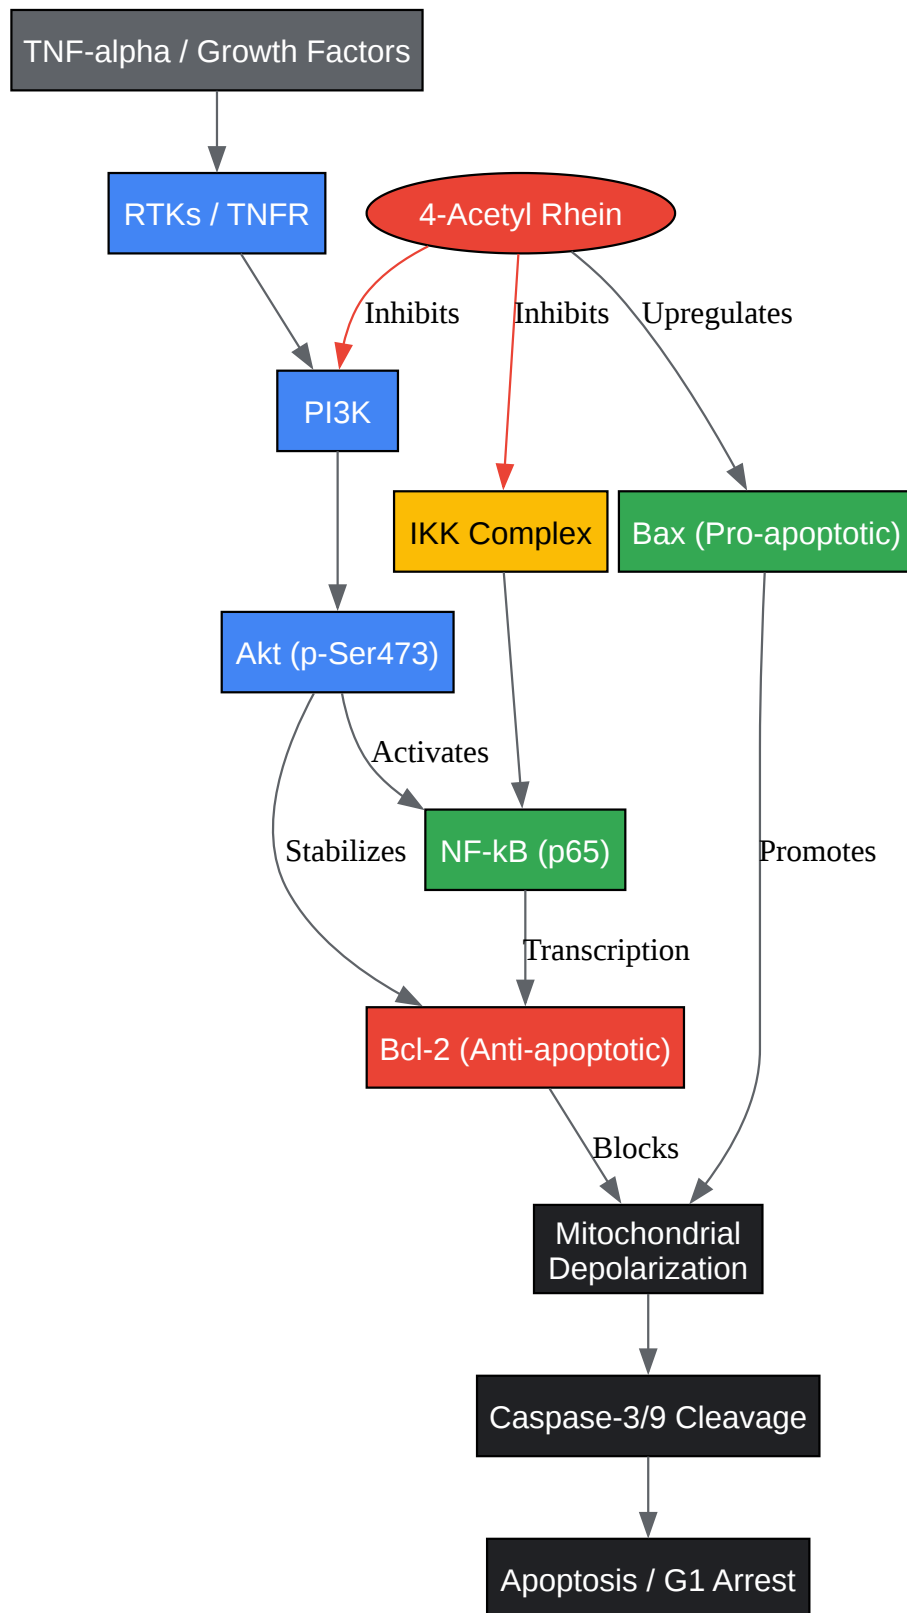 TNF-alpha / Growth Factors
RTKs / TNFR
4-Acetyl Rhein
Inhibits
Inhibits
Upregulates
PI3K
IKK Complex
Bax (Pro-apoptotic)
Akt (p-Ser473)
Activates
Stabilizes
NF-kB (p65)
Promotes
Transcription
Bcl-2 (Anti-apoptotic)
Blocks
Mitochondrial
Depolarization
Caspase-3/9 Cleavage
Apoptosis / G1 Arrest